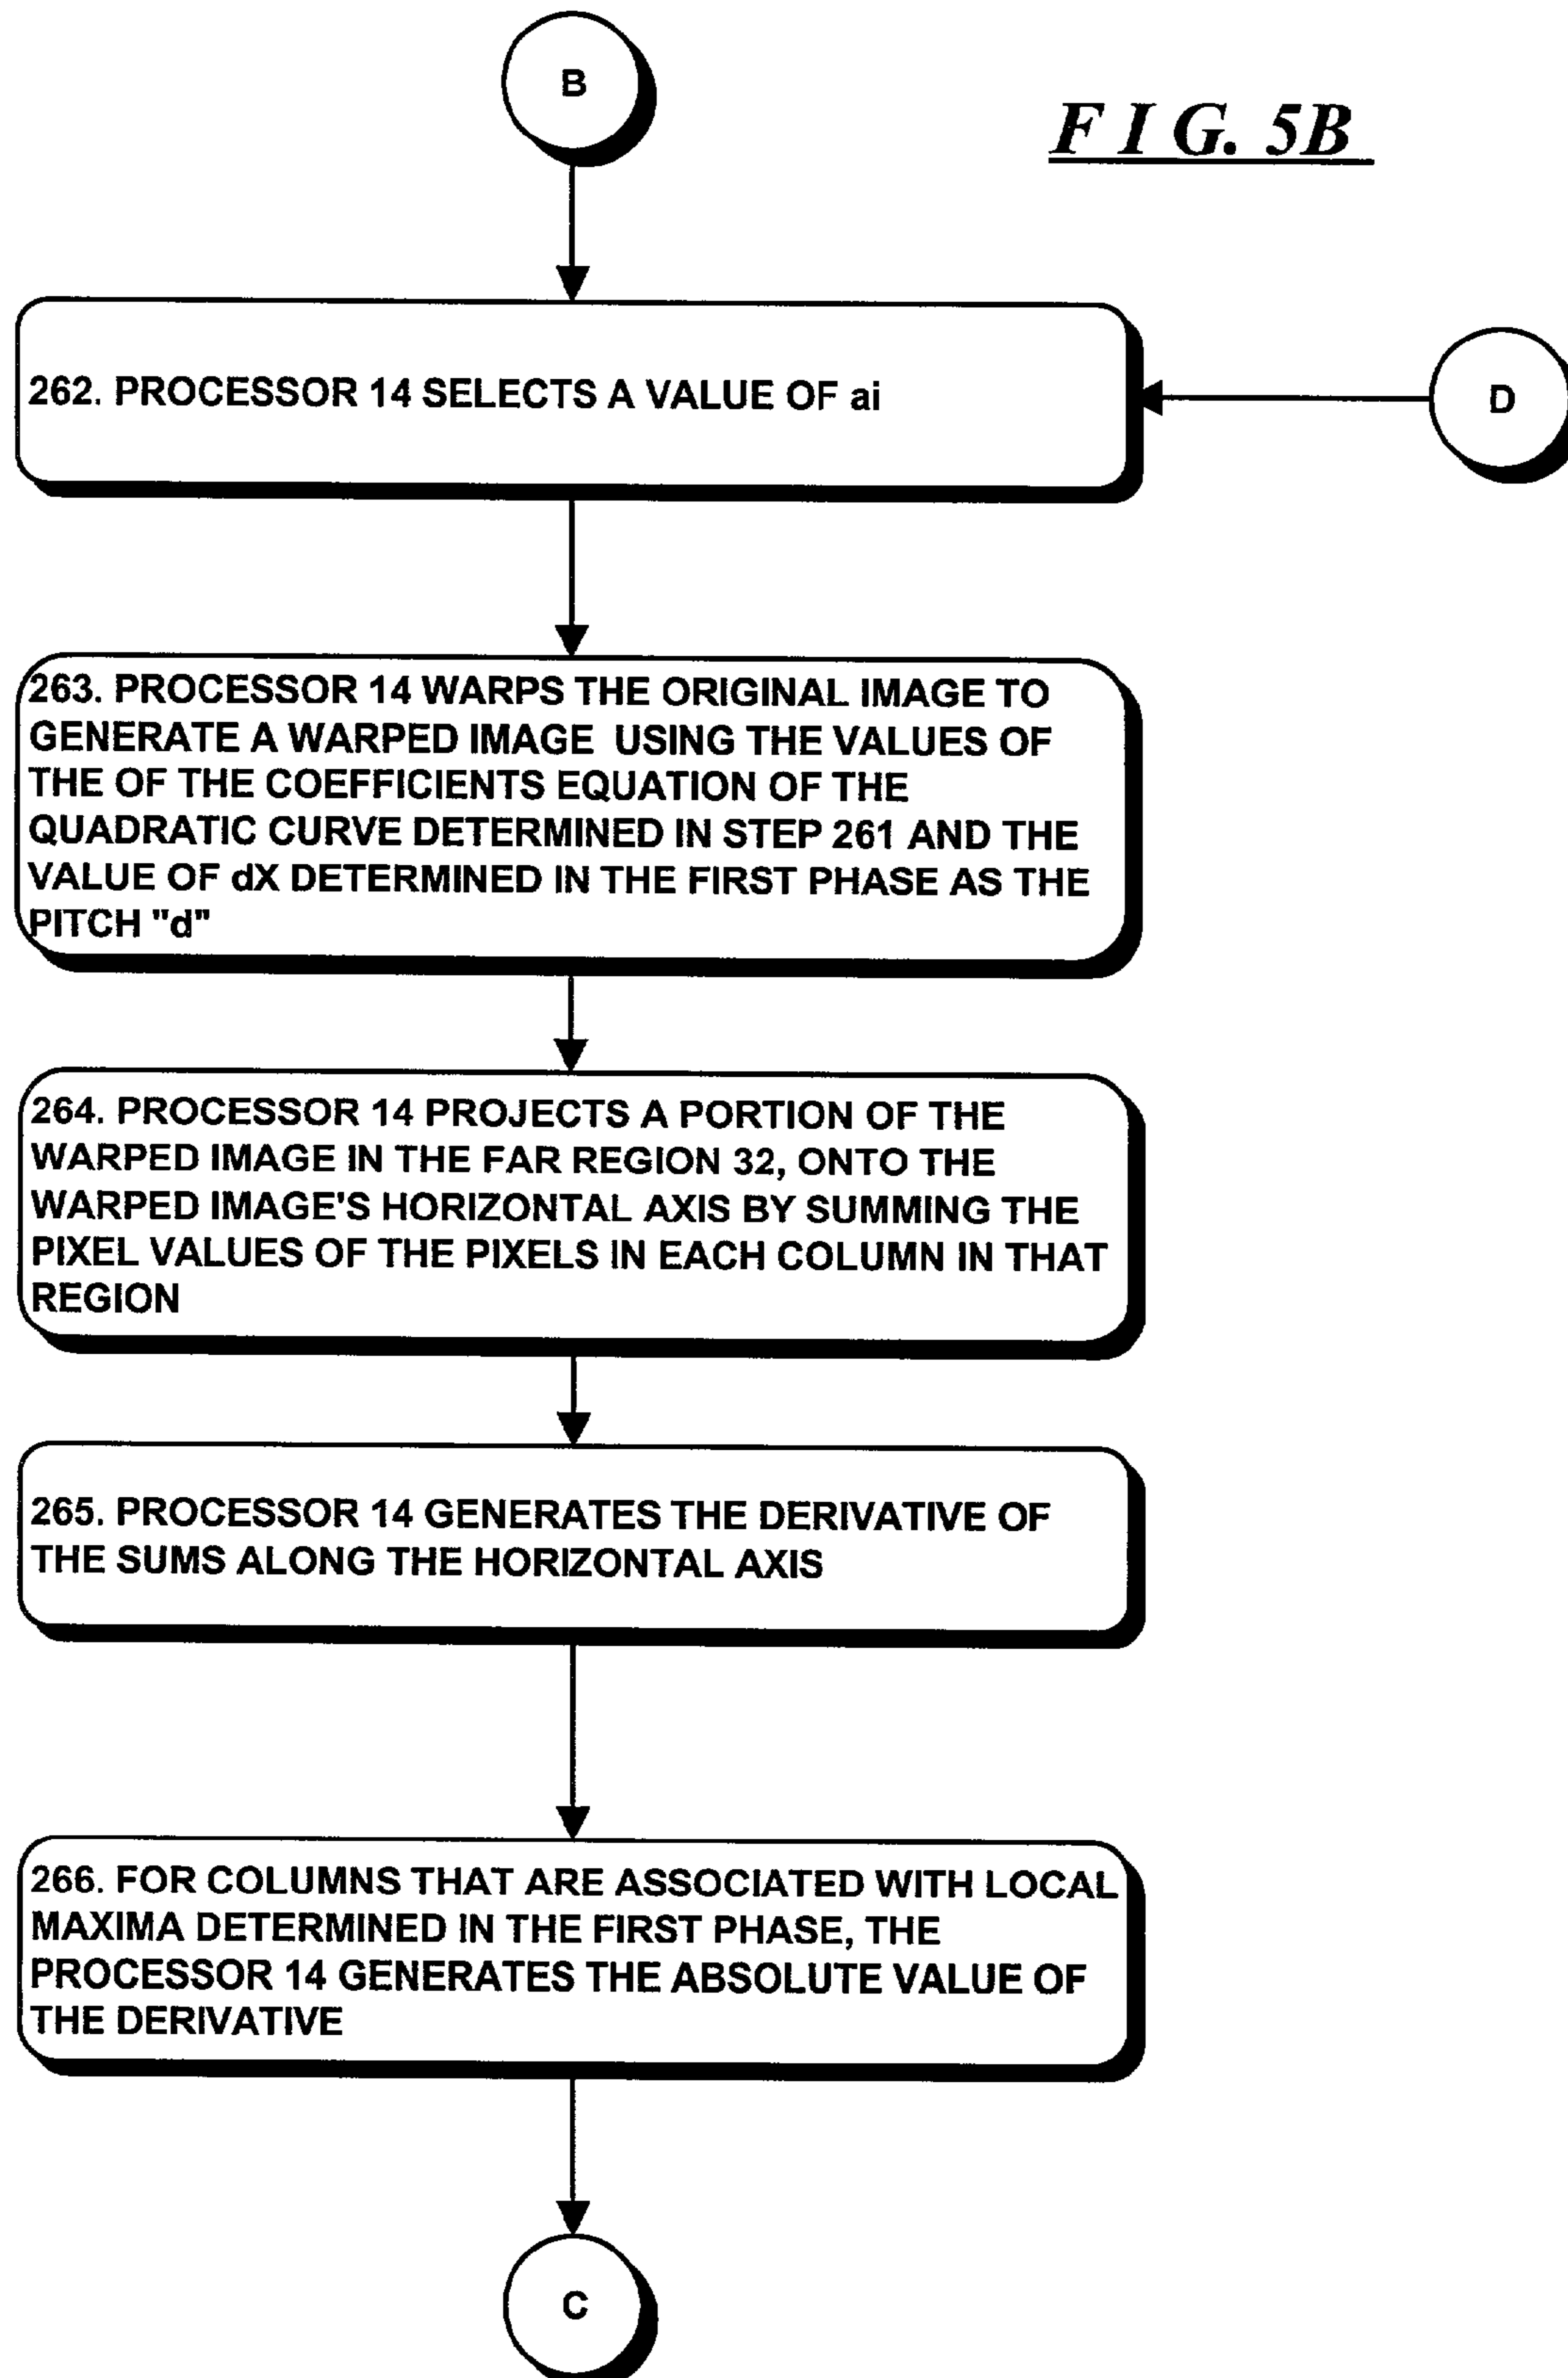 B
F I G. 5B
262. PROCESSOR 14 SELECTS A VALUE OF ai
D
263. PROCESSOR 14 WARPS THE ORIGINAL IMAGE TO
GENERATE A WARPED IMAGE USING THE VALUES OF
THE OF THE COEFFICIENTS EQUATION OF THE
QUADRATIC CURVE DETERMINED IN STEP 261 AND THE
VALUE OF dX DETERMINED IN THE FIRST PHASE AS THE
PITCH "d"
264. PROCESSOR 14 PROJECTS A PORTION OF THE
WARPED IMAGE IN THE FAR REGION 32, ONTO THE
WARPED IMAGE'S HORIZONTAL AXIS BY SUMMING THE
PIXEL VALUES OF THE PIXELS IN EACH COLUMN IN THAT
REGION
265. PROCESSOR 14 GENERATES THE DERIVATIVE OF
THE SUMS ALONG THE HORIZONTAL AXIS
266. FOR COLUMNS THAT ARE ASSOCIATED WITH LOCAL
MAXIMA DETERMINED IN THE FIRST PHASE, THE
PROCESSOR 14 GENERATES THE ABSOLUTE VALUE OF
THE DERIVATIVE
C